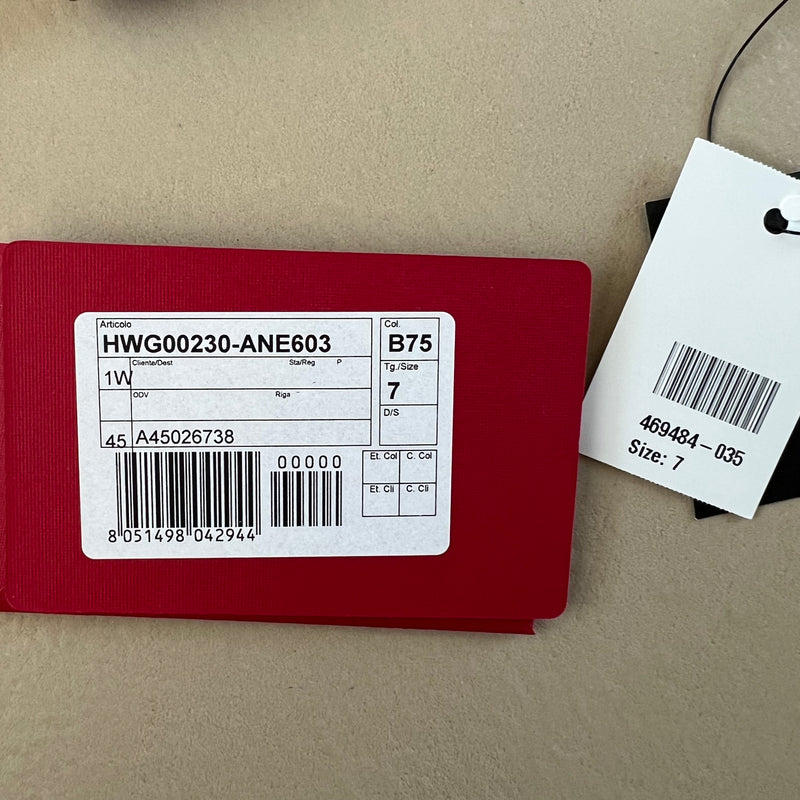 Articolo
HWG00230-ANE603
Cliente/Dest Sta/Reg P
1W
ODV Riga
45 A45026738
Col.
B75
Tg./Size
7
D/S
00000
Et. Col C. Col
Et. Cli C. Cli
8 051498 042944
469484-035
Size: 7